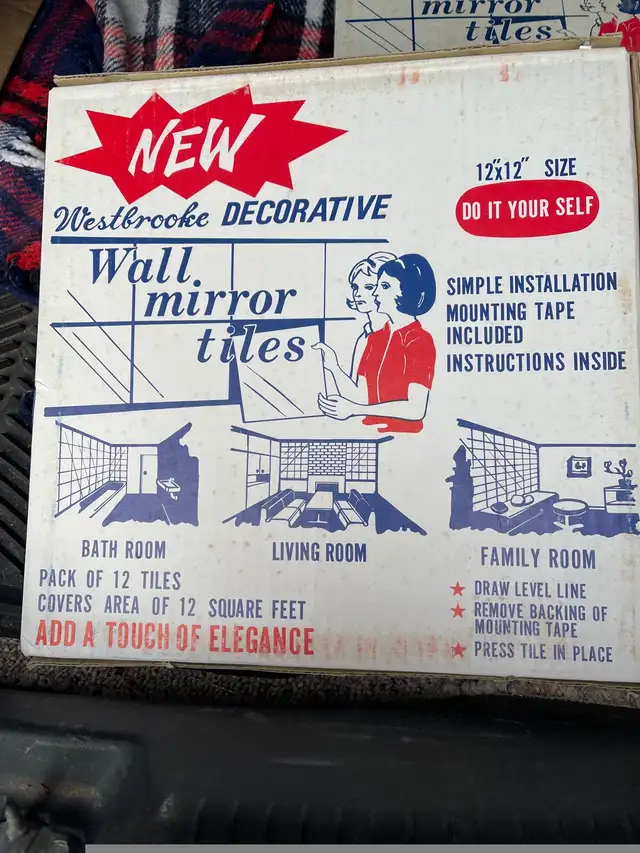 mirror
tiles
NEW
Westbrooke DECORATIVE
Wall
mirror
tiles
12"x12" SIZE
DO IT YOUR SELF
SIMPLE INSTALLATION
MOUNTING TAPE
INCLUDED
INSTRUCTIONS INSIDE
BATH ROOM
LIVING ROOM
FAMILY ROOM
PACK OF 12 TILES
COVERS AREA OF 12 SQUARE FEET
ADD A TOUCH OF ELEGANCE
★ DRAW LEVEL LINE
★ REMOVE BACKING OF
MOUNTING TAPE
★ PRESS TILE IN PLACE